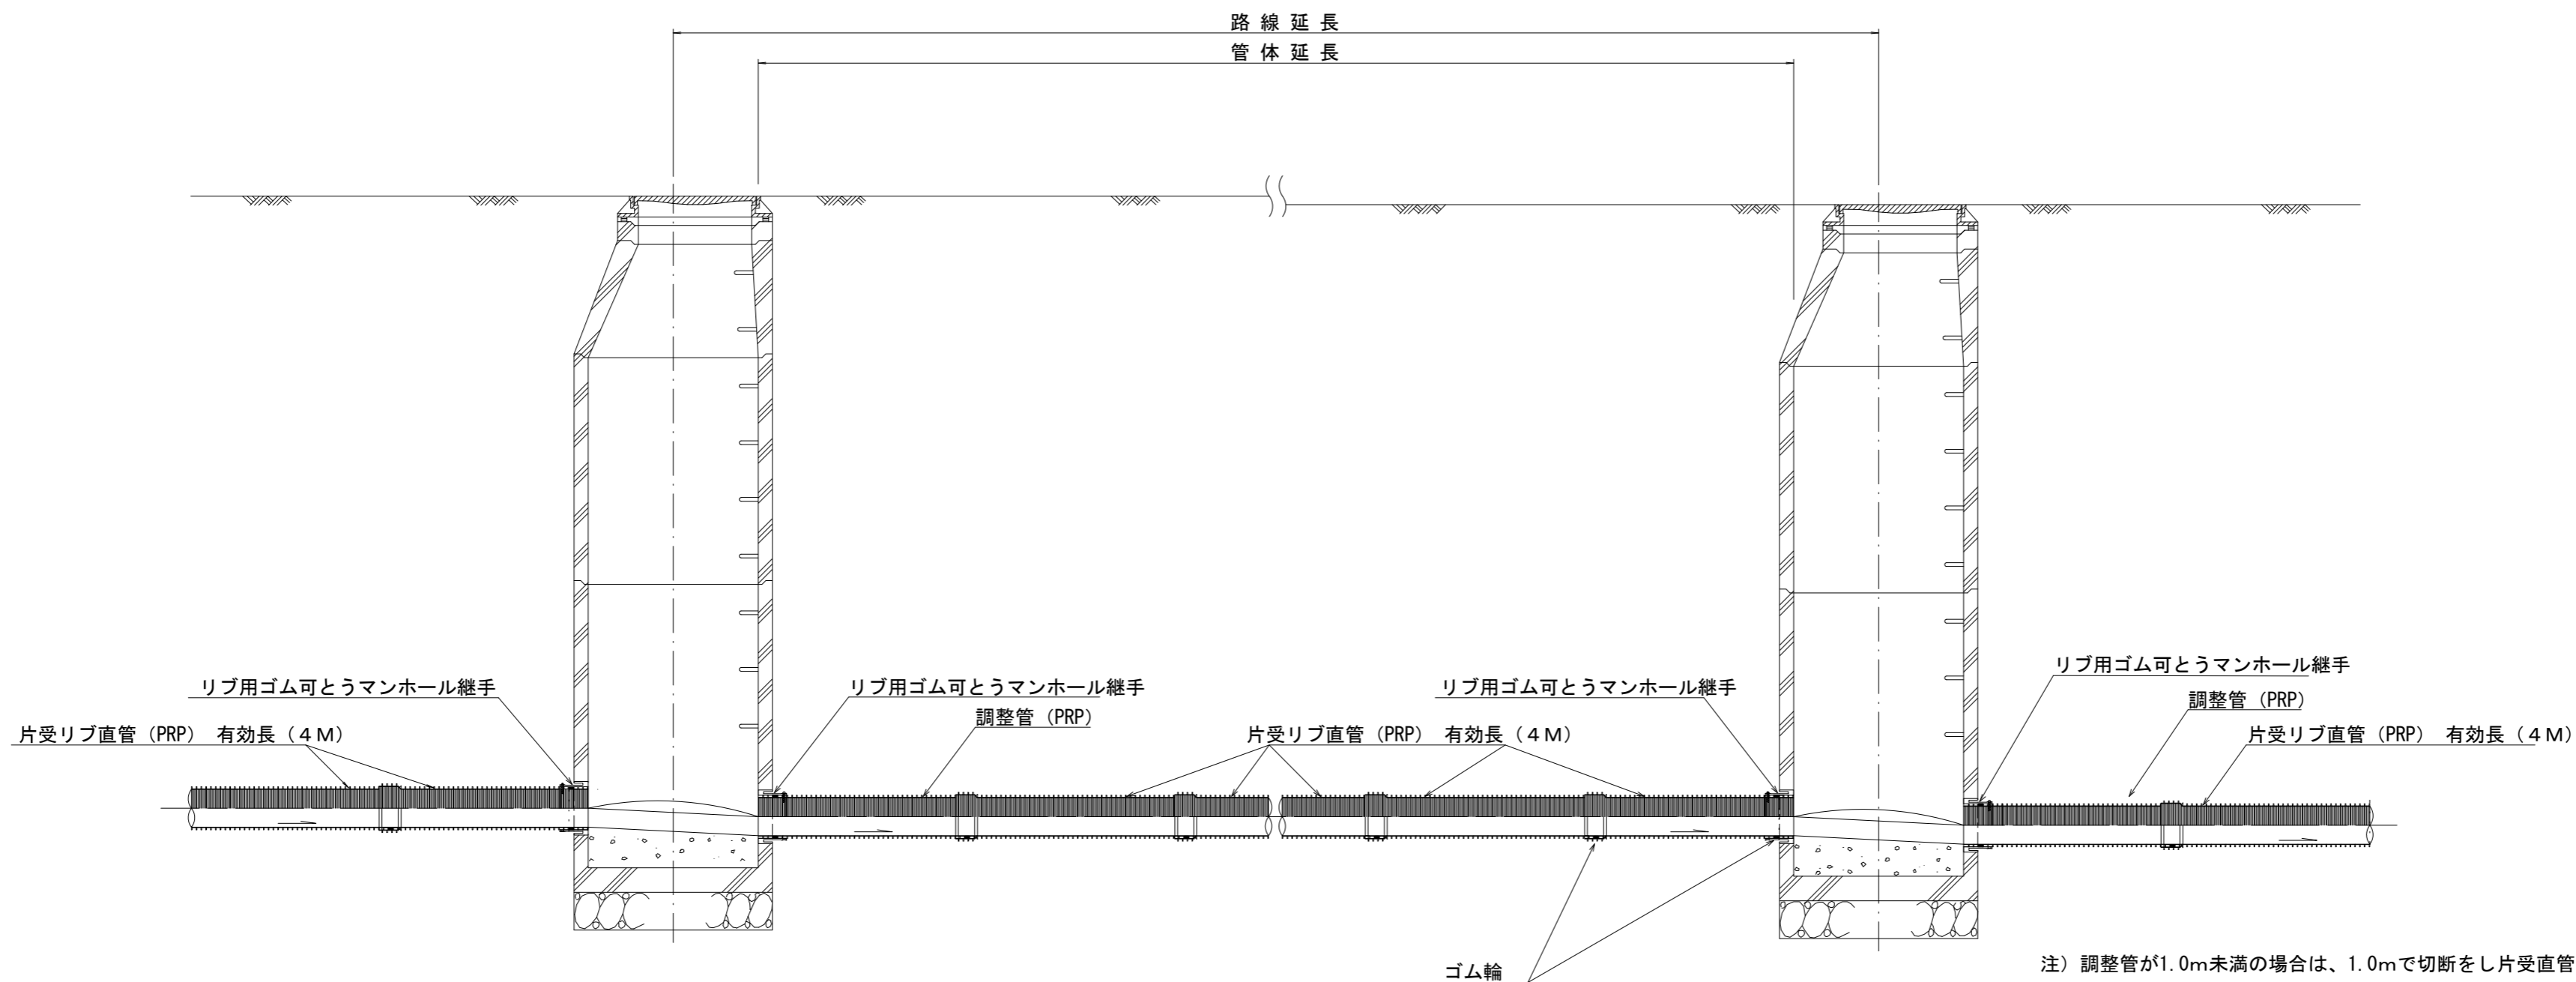 路 線 延 長
管 体 延 長
リブ用ゴム可とうマンホール継手
片受リブ直管（PRP） 有効長（４Ｍ）
リブ用ゴム可とうマンホール継手
調整管（PRP）
リブ用ゴム可とうマンホール継手
片受リブ直管（PRP） 有効長（４Ｍ）
リブ用ゴム可とうマンホール継手
調整管（PRP）
片受リブ直管（PRP） 有効長（４Ｍ）
ゴム輪
注）調整管が1.0m未満の場合は、1.0mで切断をし片受直管